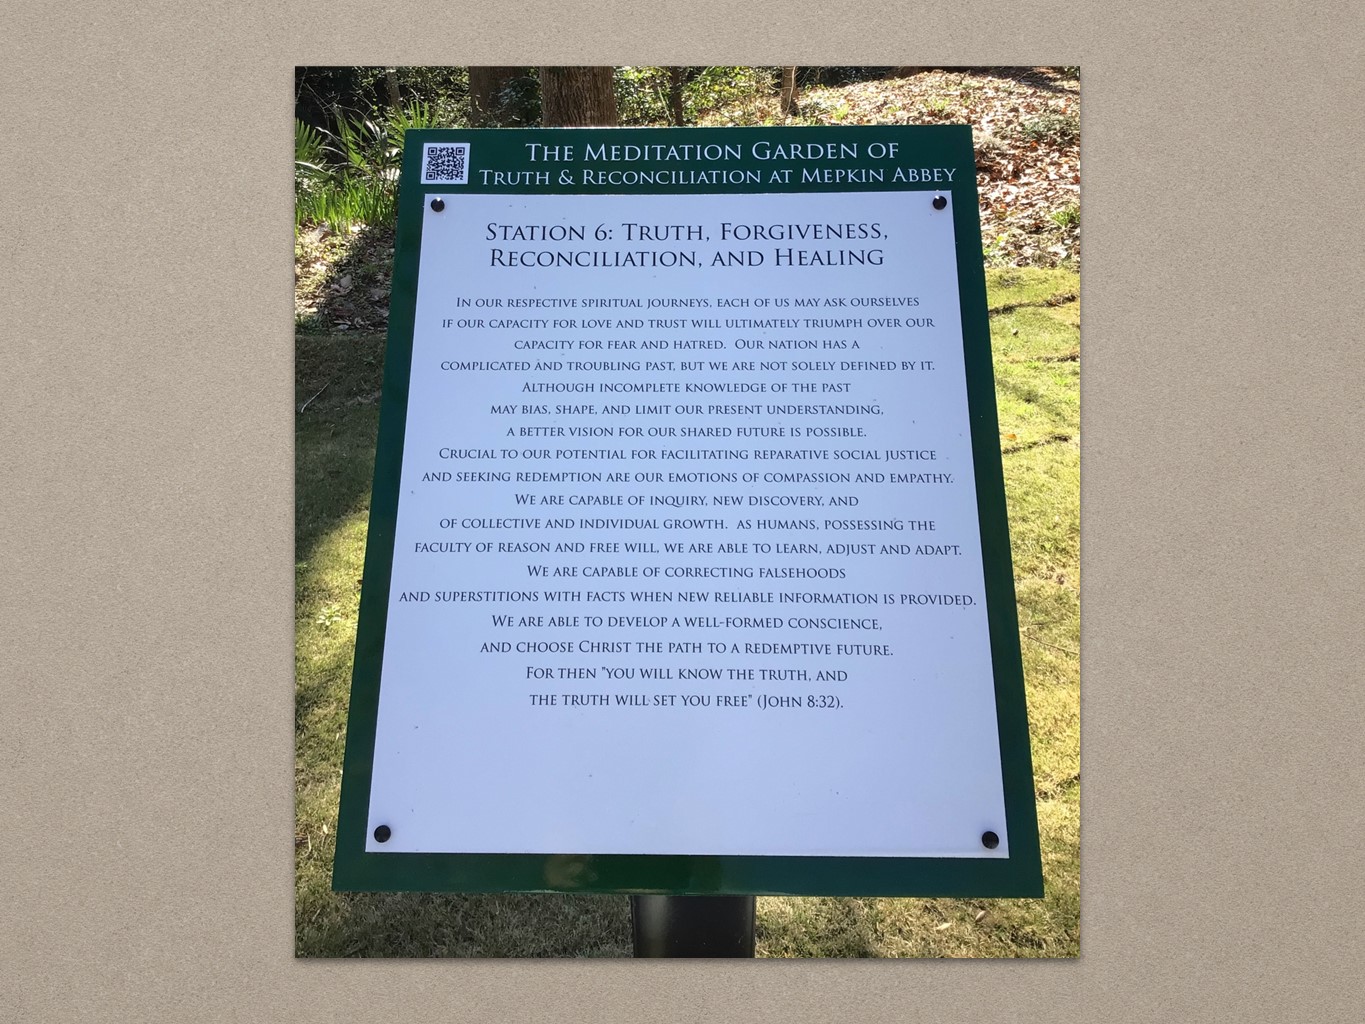 The Meditation Garden of
Truth & Reconciliation at Mepkin Abbey
Station 6: Truth, Forgiveness,
Reconciliation, and Healing
In our respective spiritual journeys, each of us may ask ourselves
if our capacity for love and trust will ultimately triumph over our
capacity for fear and hatred. Our nation has a
complicated and troubling past, but we are not solely defined by it.
Although incomplete knowledge of the past
may bias, shape, and limit our present understanding,
a better vision for our shared future is possible.
Crucial to our potential for facilitating reparative social justice
and seeking redemption are our emotions of compassion and empathy.
We are capable of inquiry, new discovery, and
of collective and individual growth. as humans, possessing the
faculty of reason and free will, we are able to learn, adjust and adapt.
We are capable of correcting falsehoods
and superstitions with facts when new reliable information is provided.
We are able to develop a well-formed conscience,
and choose Christ the path to a redemptive future.
For then "you will know the truth, and
the truth will set you free" (John 8:32).